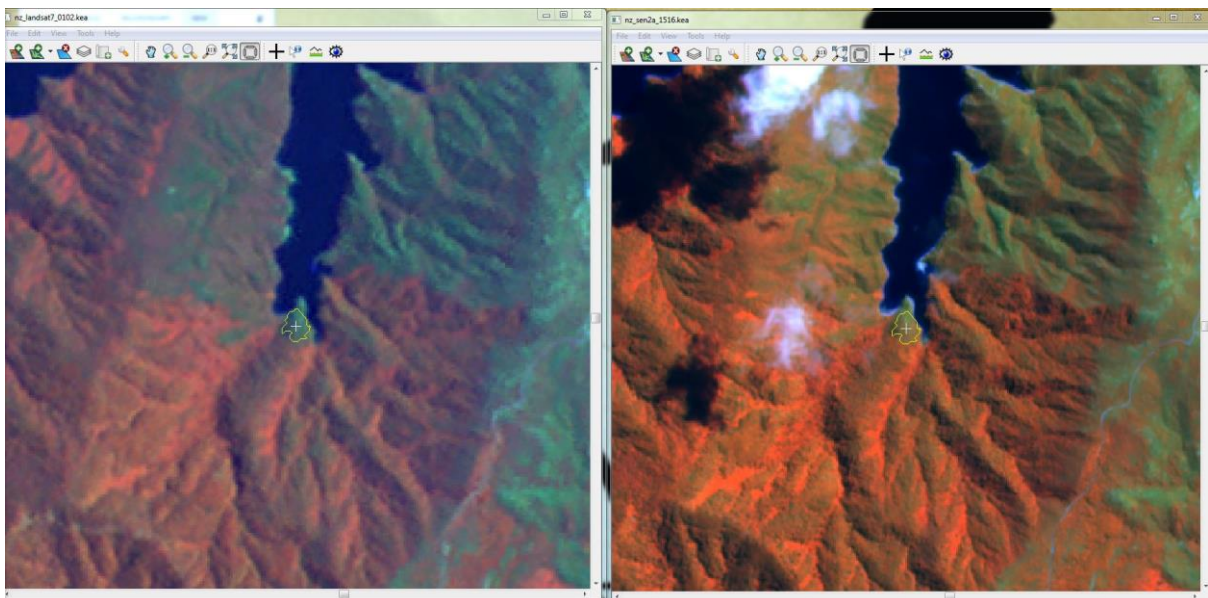 nz_landsat7_0102.kea
File Edit View Tools Help
nz_sen2a_1516.kea
File Edit View Tools Help